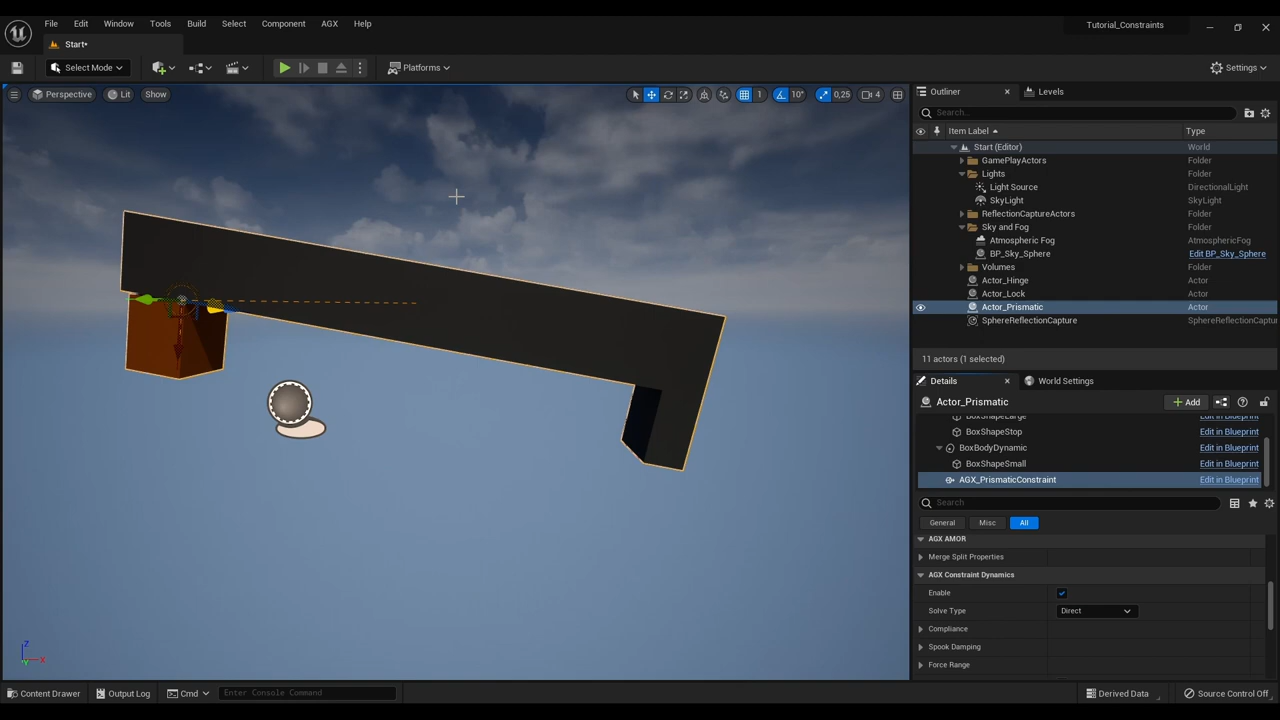 File Edit Window Tools Build Select Component AGX Help
Tutorial_Constraints
Start•
Select Mode
Platforms
Settings
Perspective Lit Show
1 10° 0,25 4
Outliner Levels
Search...
Item Label Type
Start (Editor) World
GamePlayActors Folder
Lights Folder
Light Source DirectionalLight
SkyLight SkyLight
ReflectionCaptureActors Folder
Sky and Fog Folder
Atmospheric Fog AtmosphericFog
BP_Sky_Sphere Edit BP_Sky_Sphere
Volumes Folder
Actor_Hinge Actor
Actor_Lock Actor
Actor_Prismatic Actor
SphereReflectionCapture SphereReflectionCaptur
11 actors (1 selected)
Details World Settings
Actor_Prismatic
Add
BoxShapeLarge Edit in Blueprint
BoxShapeStop Edit in Blueprint
BoxBodyDynamic Edit in Blueprint
BoxShapeSmall Edit in Blueprint
AGX_PrismaticConstraint Edit in Blueprint
Search
General Misc All
AGX AMOR
Merge Split Properties
AGX Constraint Dynamics
Enable
Solve Type Direct
Compliance
Spook Damping
Force Range
Z
X
Content Drawer Output Log Cmd Enter Console Command
Derived Data Source Control Off